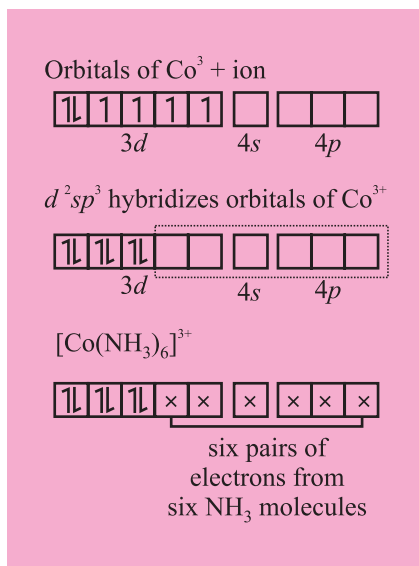 Orbitals of Co³ + ion
3d 4s 4p
d ²sp³ hybridizes orbitals of Co³⁺
3d 4s 4p
[Co(NH₃)₆]³⁺
× × × × × ×
six pairs of
electrons from
six NH₃ molecules